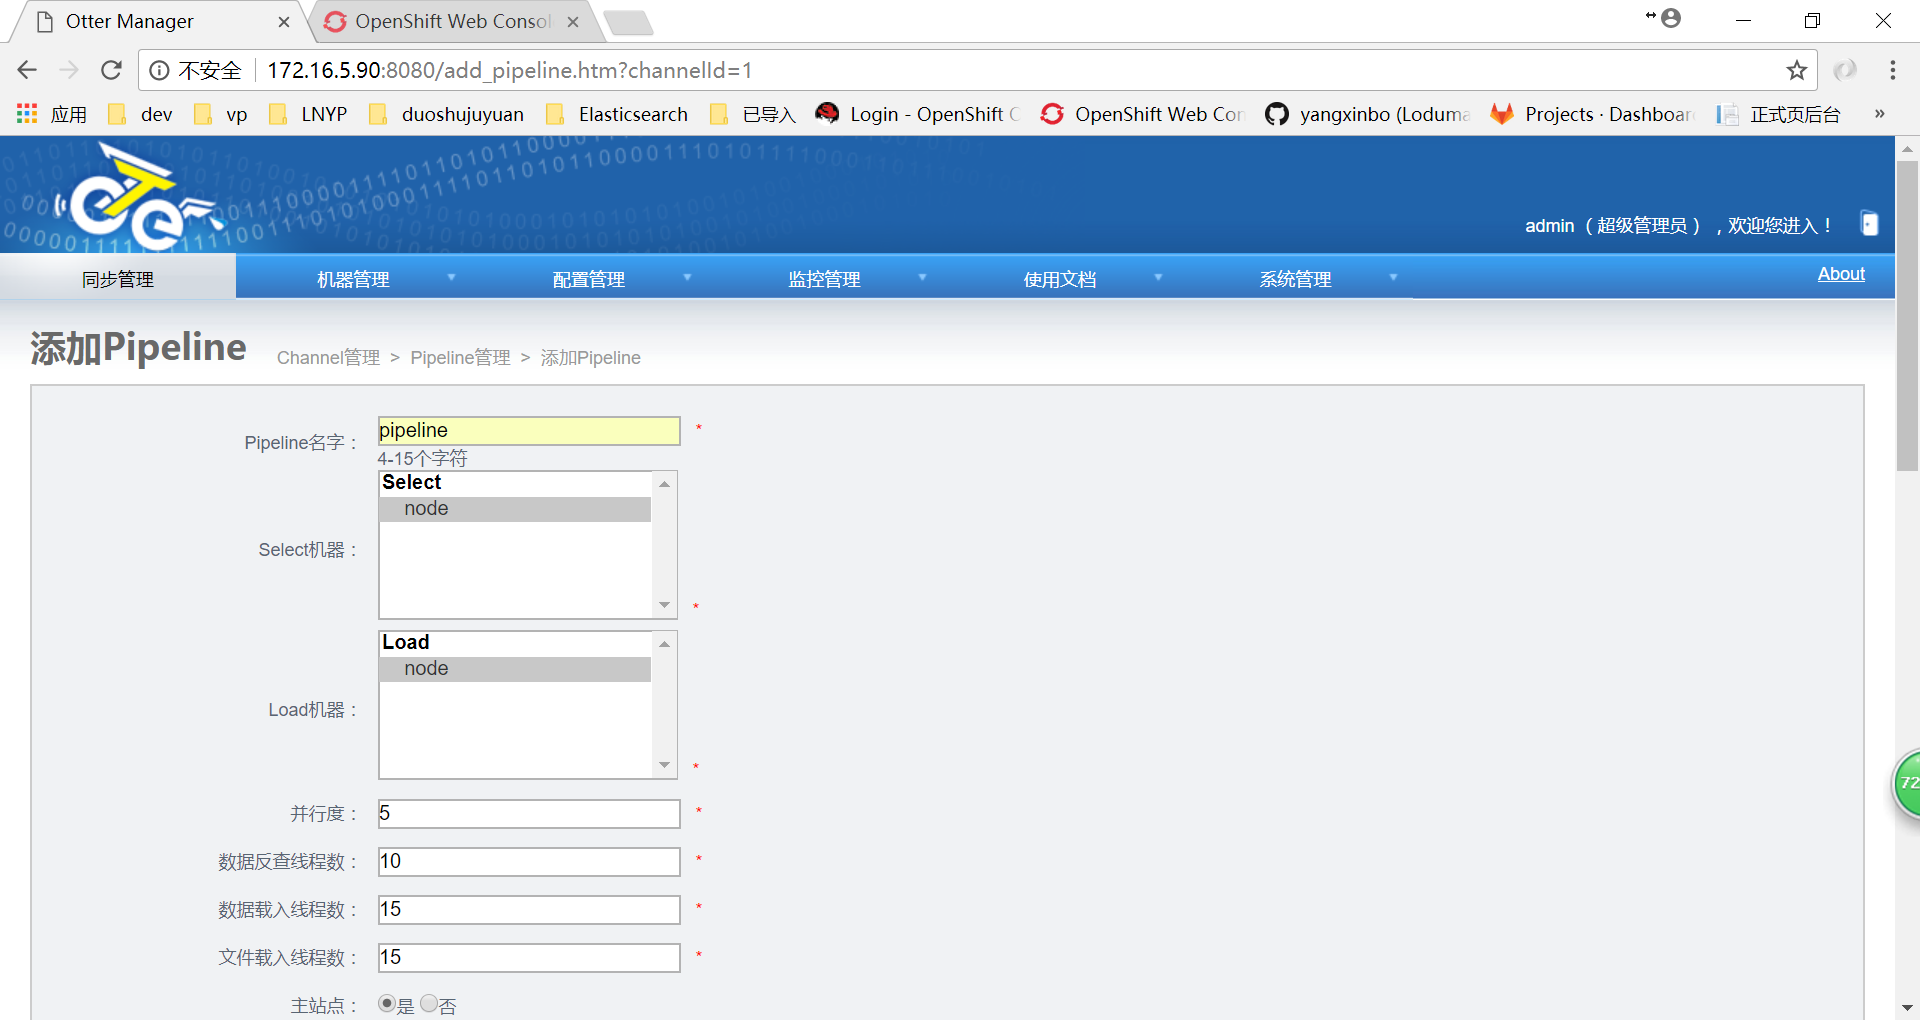 Otter Manager
OpenShift Web Consol
不安全
172.16.5.90:8080/add_pipeline.htm?channelId=1
应用
dev
vp
LNYP
duoshujuyuan
Elasticsearch
已导入
Login - OpenShift C
OpenShift Web Con
yangxinbo (Loduma
Projects · Dashboar
正式页后台
»
admin （超级管理员），欢迎您进入！
同步管理
机器管理
配置管理
监控管理
使用文档
系统管理
About
添加Pipeline
Channel管理 > Pipeline管理 > 添加Pipeline
Pipeline名字：
pipeline
*
4-15个字符
Select机器：
Select
node
*
Load机器：
Load
node
*
并行度：
5
*
数据反查线程数：
10
*
数据载入线程数：
15
*
文件载入线程数：
15
*
主站点：
是 否
72